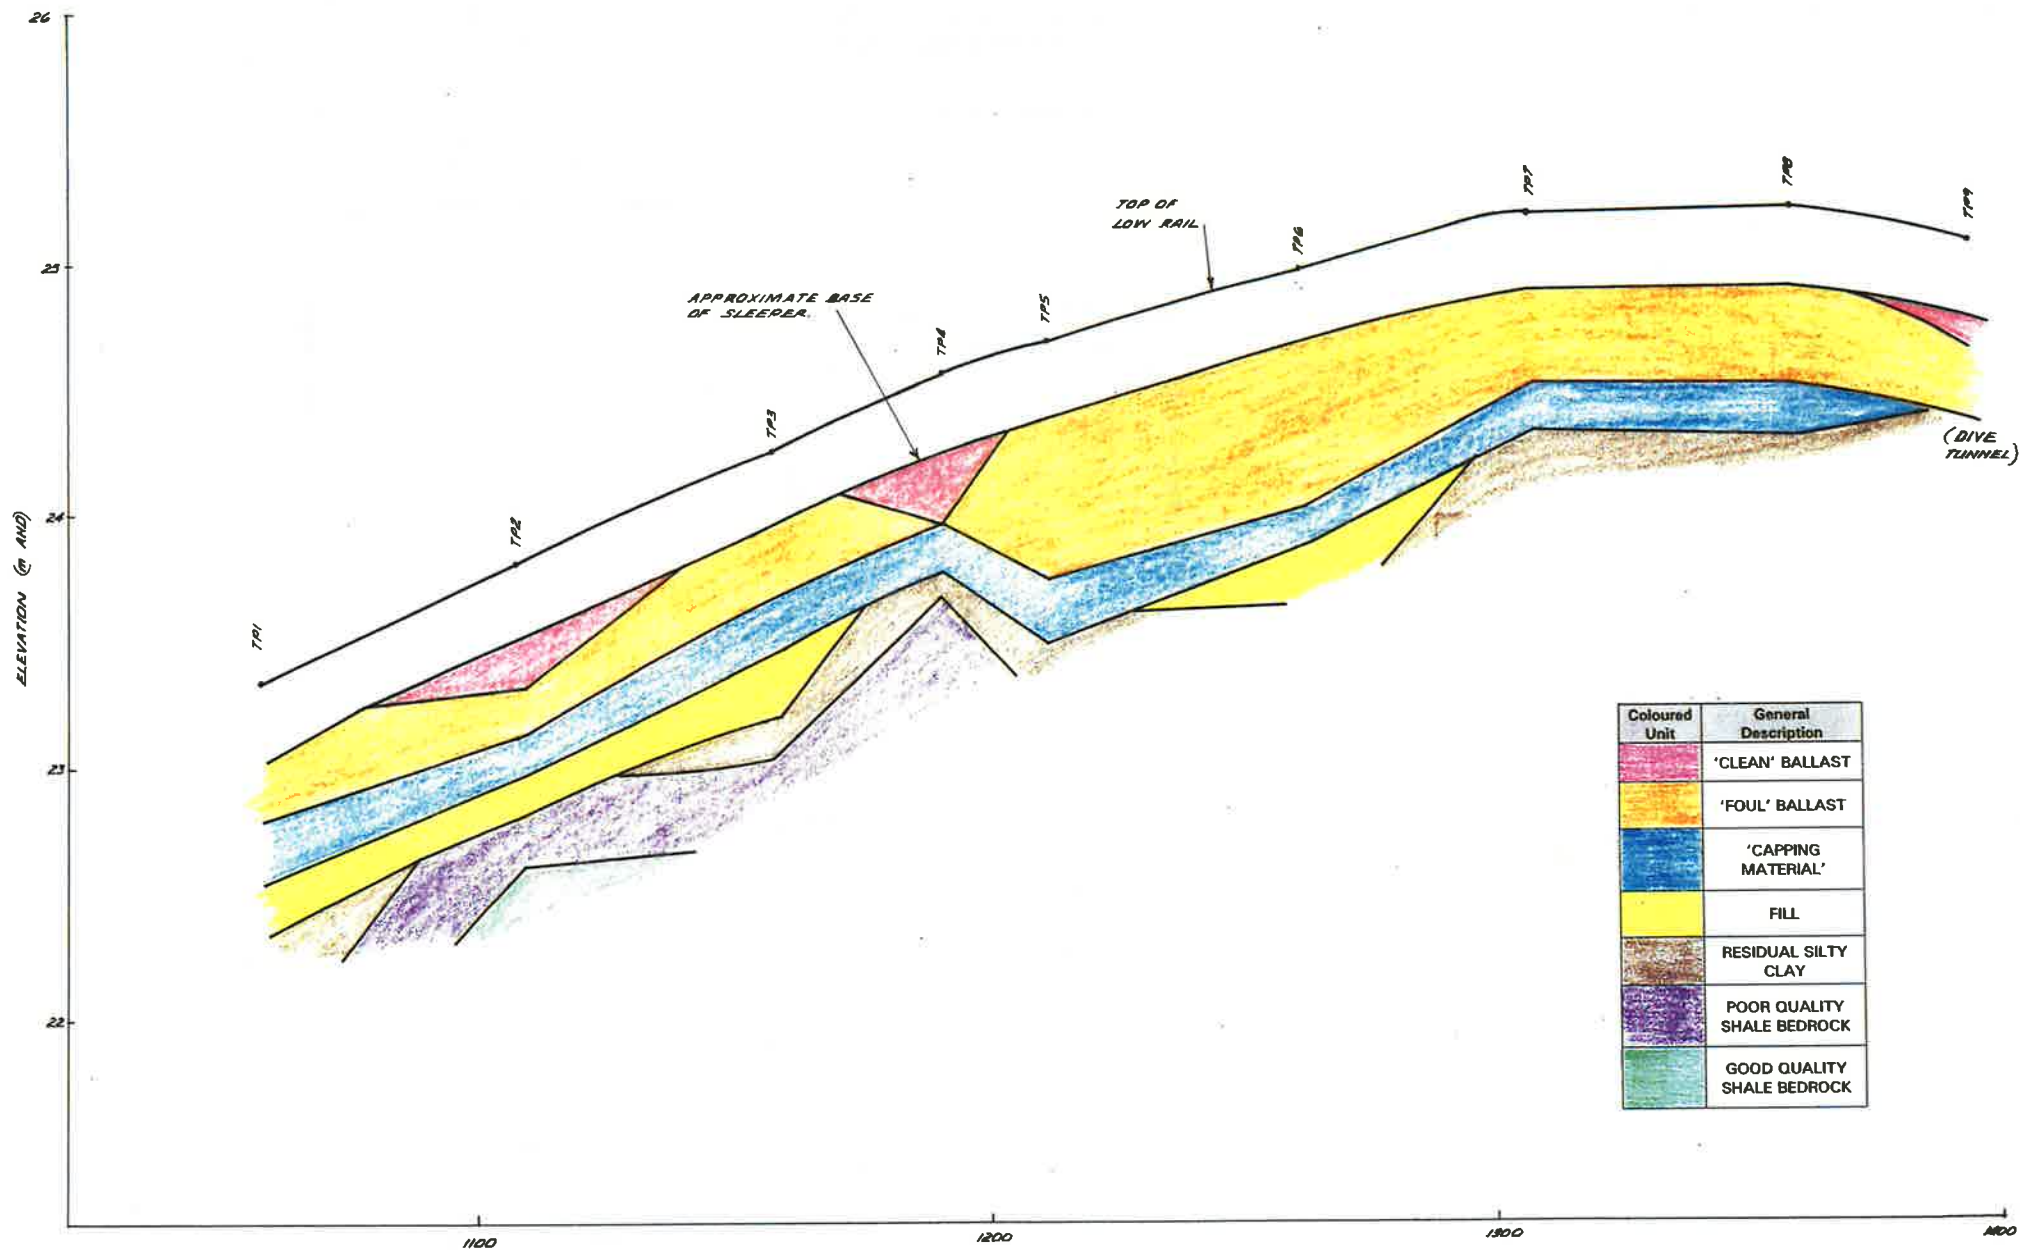 26
25
24
23
22
ELEVATION (m AHD)
TP1
TP2
TP3
TP4
TP5
TP6
TP7
TP8
TP9
APPROXIMATE BASE
OF SLEEPER.
TOP OF
LOW RAIL
(DIVE
TUNNEL)
Coloured Unit
General Description
'CLEAN' BALLAST
'FOUL' BALLAST
'CAPPING
MATERIAL'
FILL
RESIDUAL SILTY
CLAY
POOR QUALITY
SHALE BEDROCK
GOOD QUALITY
SHALE BEDROCK
1100
1200
1300
1400